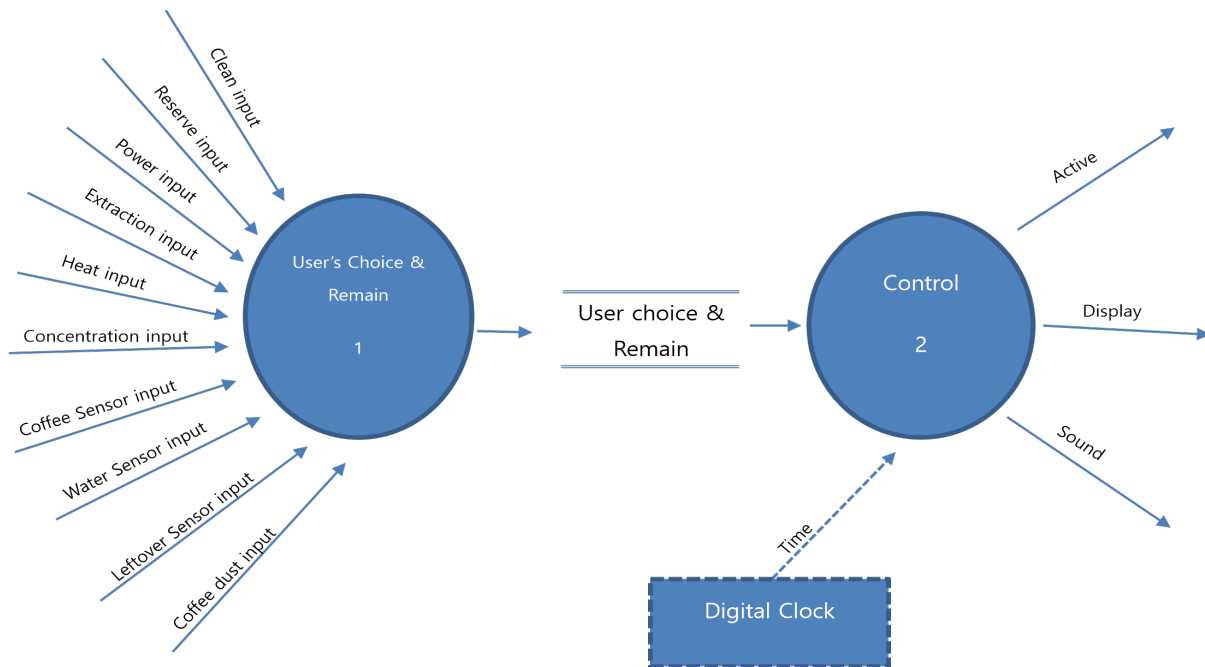 Clean input
Reserve input
Power input
Extraction input
Heat input
Concentration input
Coffee Sensor input
Water Sensor input
Leftover Sensor input
Coffee dust input
User’s Choice &
Remain
1
User choice &
Remain
Control
2
Active
Display
Sound
Time
Digital Clock